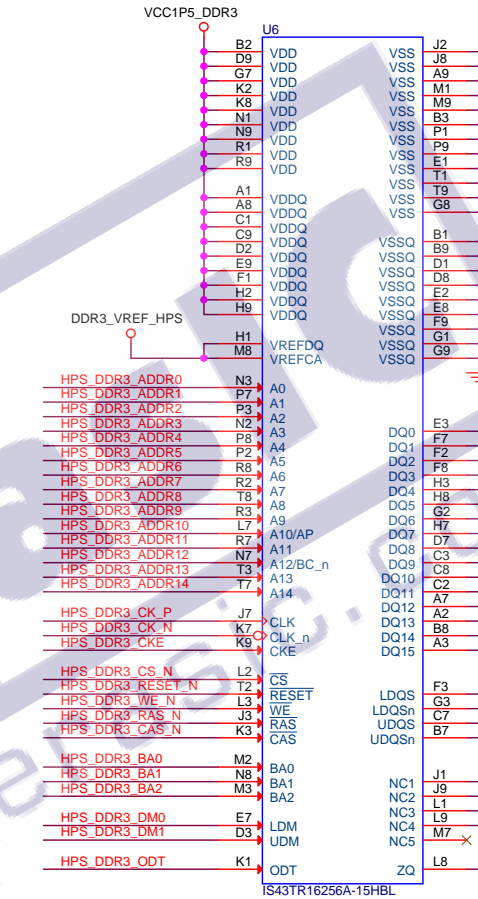 VCC1P5_DDR3
U6
B2 VDD VSS J2
D9 VDD VSS J8
G7 VDD VSS A9
K2 VDD VSS M1
K8 VDD VSS M9
N1 VDD VSS B3
N9 VDD VSS P1
R1 VDD VSS P9
R9 VDD VSS E1
VSS T1
A1 VDDQ VSS T9
A8 VDDQ VSS G8
C1 VDDQ
C9 VDDQ VSSQ B1
D2 VDDQ VSSQ B9
E9 VDDQ VSSQ D1
F1 VDDQ VSSQ D8
H2 VDDQ VSSQ E2
H9 VDDQ VSSQ E8
DDR3_VREF_HPS
VSSQ F9
H1 VREFDQ VSSQ G1
M8 VREFCA VSSQ G9
HPS_DDR3_ADDR0 N3 A0
HPS_DDR3_ADDR1 P7 A1
HPS_DDR3_ADDR2 P3 A2
HPS_DDR3_ADDR3 N2 A3 DQ0 E3
HPS_DDR3_ADDR4 P8 A4 DQ1 F7
HPS_DDR3_ADDR5 P2 A5 DQ2 F2
HPS_DDR3_ADDR6 R8 A6 DQ3 F8
HPS_DDR3_ADDR7 R2 A7 DQ4 H3
HPS_DDR3_ADDR8 T8 A8 DQ5 H8
HPS_DDR3_ADDR9 R3 A9 DQ6 G2
HPS_DDR3_ADDR10 L7 A10/AP DQ7 H7
HPS_DDR3_ADDR11 R7 A11 DQ8 D7
HPS_DDR3_ADDR12 N7 A12/BC_n DQ9 C3
HPS_DDR3_ADDR13 T3 A13 DQ10 C8
HPS_DDR3_ADDR14 T7 A14 DQ11 C2
DQ12 A7
HPS_DDR3_CK_P J7 CLK DQ13 A2
HPS_DDR3_CK_N K7 CLK_n DQ14 B8
HPS_DDR3_CKE K9 CKE DQ15 A3
HPS_DDR3_CS_N L2 CS
HPS_DDR3_RESET_N T2 RESET LDQS F3
HPS_DDR3_WE_N L3 WE LDQSn G3
HPS_DDR3_RAS_N J3 RAS UDQS C7
HPS_DDR3_CAS_N K3 CAS UDQSn B7
HPS_DDR3_BA0 M2 BA0
HPS_DDR3_BA1 N8 BA1 NC1 J1
HPS_DDR3_BA2 M3 BA2 NC2 J9
NC3 L1
HPS_DDR3_DM0 E7 LDM NC4 L9
HPS_DDR3_DM1 D3 UDM NC5 M7
HPS_DDR3_ODT K1 ODT ZQ L8
IS43TR16256A-15HBL